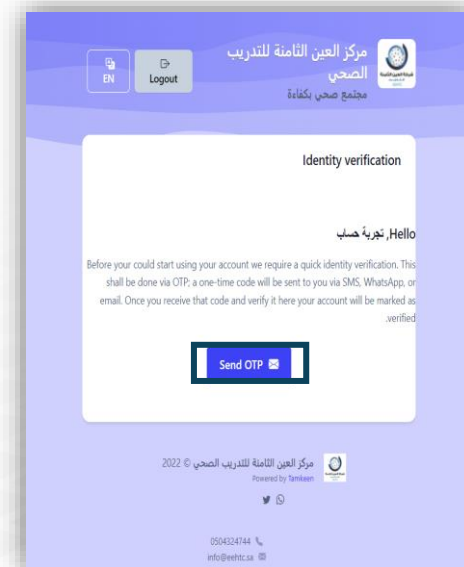 مركز العين الثامنة للتدريب
الصحي
مجتمع صحي بكفاءة
Logout
EN
Identity verification
Hello, تجربة حساب
Before your could start using your account we require a quick identity verification. This
shall be done via OTP; a one-time code will be sent to you via SMS, WhatsApp, or
email. Once you receive that code and verify it here your account will be marked as
.verified
Send OTP
مركز العين الثامنة للتدريب الصحي © 2022
Powered by Tamkeen
0504324744
info@eehtc.sa